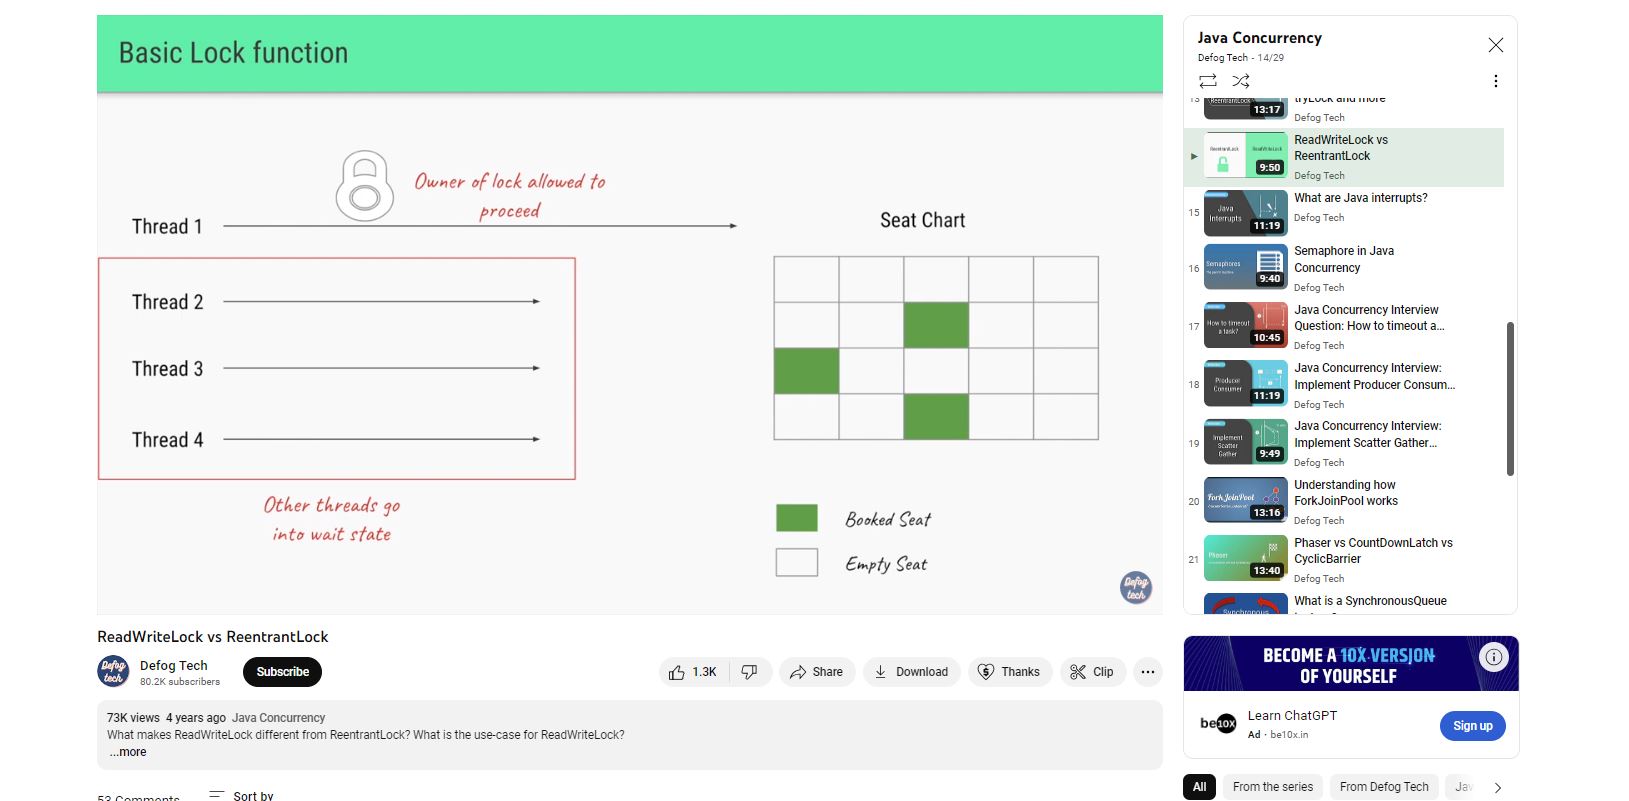 Basic Lock function
Owner of lock allowed to
proceed
Thread 1
Thread 2
Thread 3
Thread 4
Other threads go
into wait state
Seat Chart
Booked Seat
Empty Seat
Defog
tech
ReadWriteLock vs ReentrantLock
Defog
tech
Defog Tech
80.2K subscribers
Subscribe
1.3K
Share
Download
Thanks
Clip
73K views 4 years ago Java Concurrency
What makes ReadWriteLock different from ReentrantLock? What is the use-case for ReadWriteLock?
...more
53 Comments
Sort by
Java Concurrency
Defog Tech - 14/29
13
ReentrantLock
13:17
tryLock and more
Defog Tech
ReentrantLock
ReadWriteLock
9:50
ReadWriteLock vs
ReentrantLock
Defog Tech
15
Java
Interrupts
11:19
What are Java interrupts?
Defog Tech
16
Semaphores
9:40
Semaphore in Java
Concurrency
Defog Tech
17
How to timeout
a task?
10:45
Java Concurrency Interview
Question: How to timeout a...
Defog Tech
18
Producer
Consumer
11:19
Java Concurrency Interview:
Implement Producer Consum...
Defog Tech
19
Implement
Scatter
Gather
9:49
Java Concurrency Interview:
Implement Scatter Gather...
Defog Tech
20
ForkJoinPool
13:16
Understanding how
ForkJoinPool works
Defog Tech
21
Phaser
13:40
Phaser vs CountDownLatch vs
CyclicBarrier
Defog Tech
Synchronous
What is a SynchronousQueue
BECOME A 10X VERSION
OF YOURSELF
be10X
Learn ChatGPT
Ad · be10x.in
Sign up
All
From the series
From Defog Tech
Jav